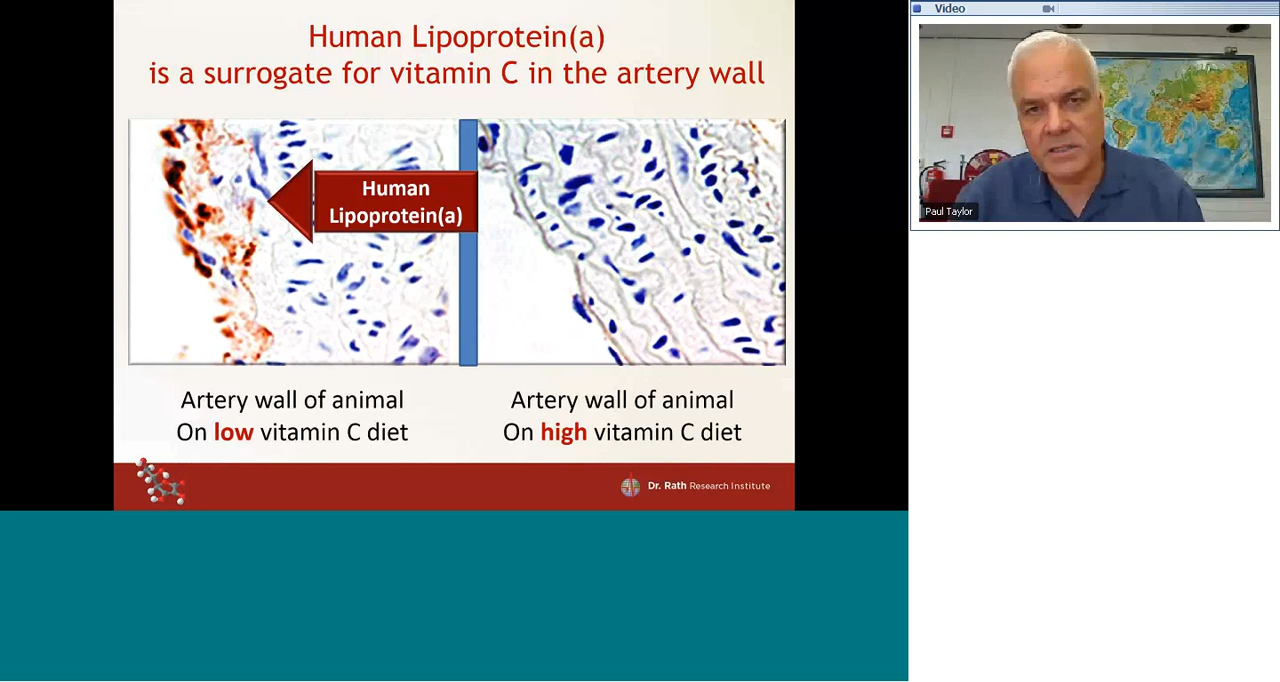 Human Lipoprotein(a)
is a surrogate for vitamin C in the artery wall
Human
Lipoprotein(a)
Artery wall of animal
On low vitamin C diet
Artery wall of animal
On high vitamin C diet
Dr. Rath Research Institute
Video
Paul Taylor